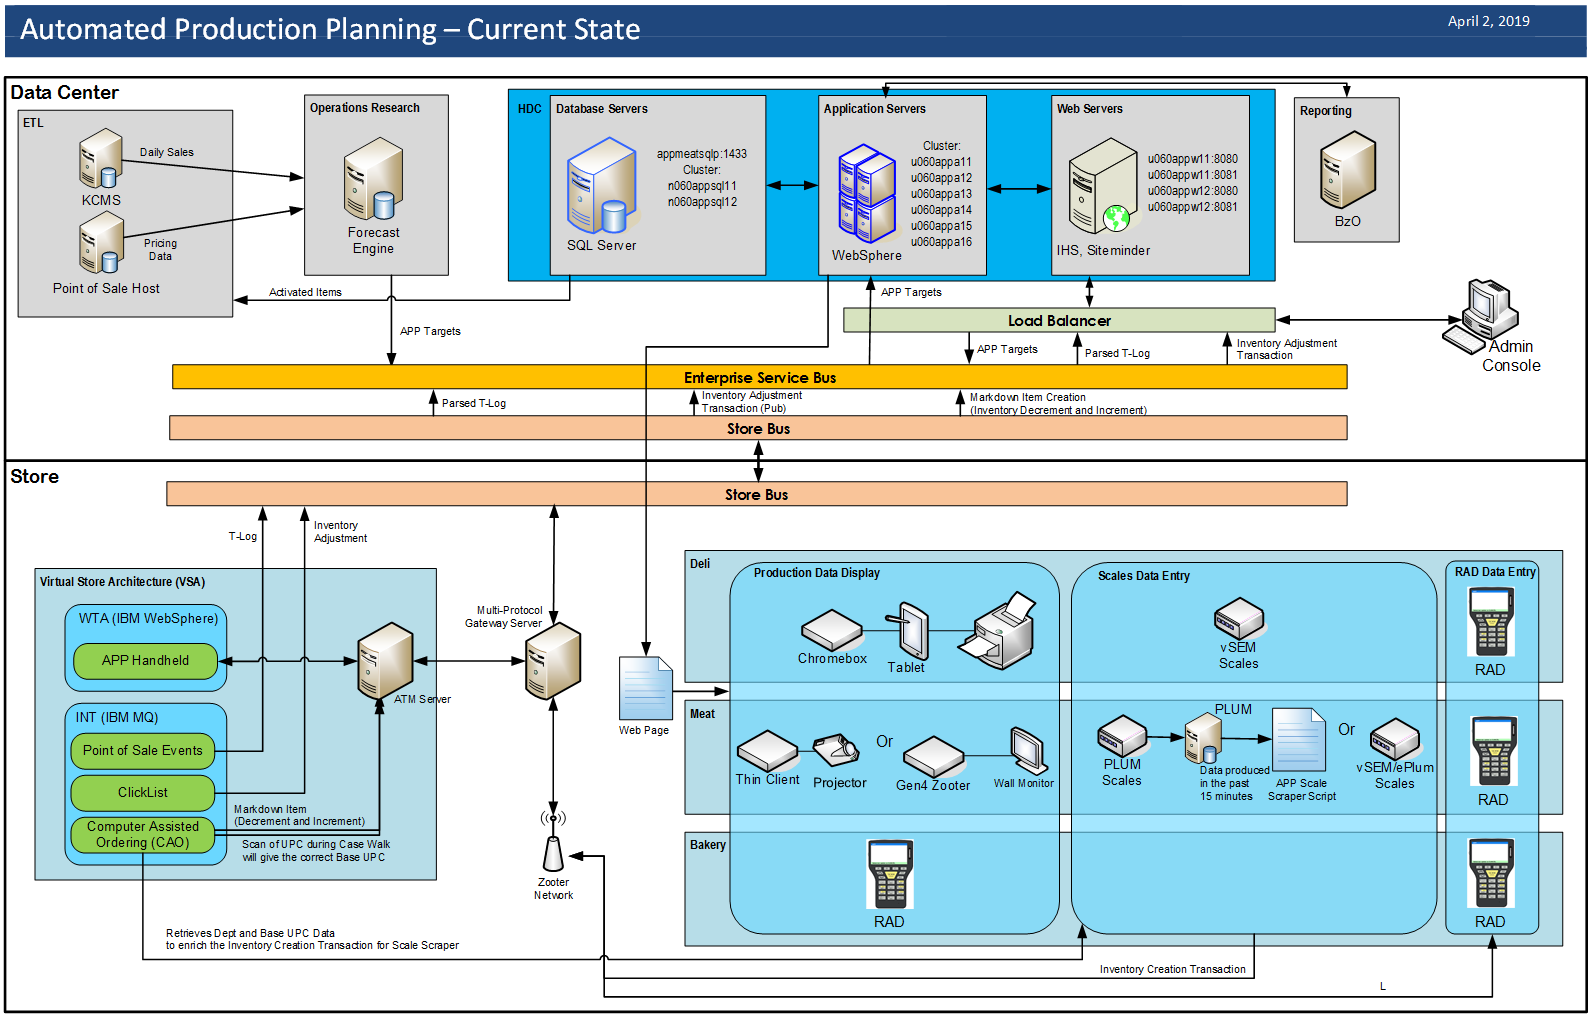 Automated Production Planning – Current State
April 2, 2019
Data Center
ETL
KCMS
Daily Sales
Point of Sale Host
Pricing
Data
Operations Research
Forecast
Engine
HDC
Database Servers
appmeatsqlp:1433
Cluster:
n060appsql11
n060appsql12
SQL Server
Application Servers
Cluster:
u060appa11
u060appa12
u060appa13
u060appa14
u060appa15
u060appa16
WebSphere
Web Servers
u060appw11:8080
u060appw11:8081
u060appw12:8080
u060appw12:8081
IHS, Siteminder
Reporting
BzO
Activated Items
APP Targets
APP Targets
Load Balancer
APP Targets
Parsed T-Log
Inventory Adjustment
Transaction
Admin
Console
Enterprise Service Bus
Parsed T-Log
Inventory Adjustment
Transaction (Pub)
Markdown Item Creation
(Inventory Decrement and Increment)
Store Bus
Store
Store Bus
T-Log
Inventory
Adjustment
Virtual Store Architecture (VSA)
WTA (IBM WebSphere)
APP Handheld
ATM Server
INT (IBM MQ)
Point of Sale Events
ClickList
Computer Assisted
Ordering (CAO)
Markdown Item
(Decrement and Increment)
Scan of UPC during Case Walk
will give the correct Base UPC
Multi-Protocol
Gateway Server
Zooter
Network
Web Page
Retrieves Dept and Base UPC Data
to enrich the Inventory Creation Transaction for Scale Scraper
Deli
Production Data Display
Chromebox
Tablet
Scales Data Entry
vSEM
Scales
RAD Data Entry
RAD
Meat
Thin Client
Projector
Or
Gen4 Zooter
Wall Monitor
PLUM
Scales
PLUM
Data produced
in the past
15 minutes
APP Scale
Scraper Script
Or
vSEM/ePlum
Scales
RAD
Bakery
RAD
RAD
Inventory Creation Transaction
L